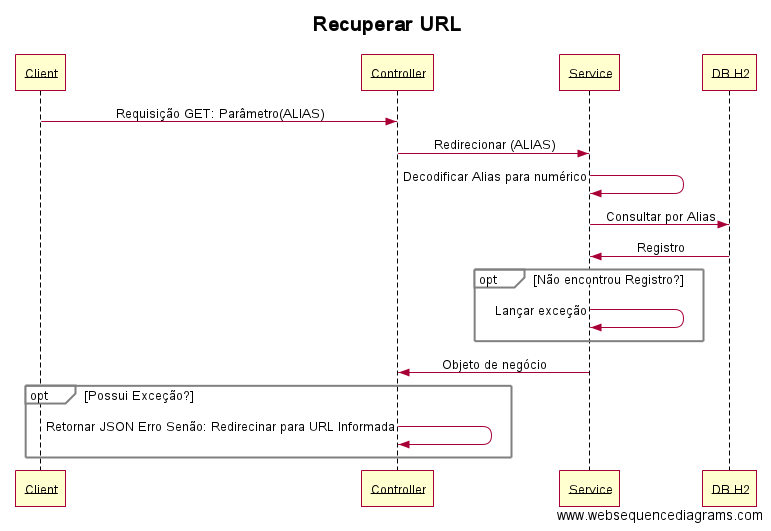 Recuperar URL
Client Controller Service DB H2
Requisição GET: Parâmetro(ALIAS)
Redirecionar (ALIAS)
Decodificar Alias para numérico
Consultar por Alias
Registro
opt [Não encontrou Registro?]
Lançar exceção
Objeto de negócio
opt [Possui Exceção?]
Retornar JSON Erro Senão: Redirecinar para URL Informada
Client Controller Service DB H2
www.websequencediagrams.com